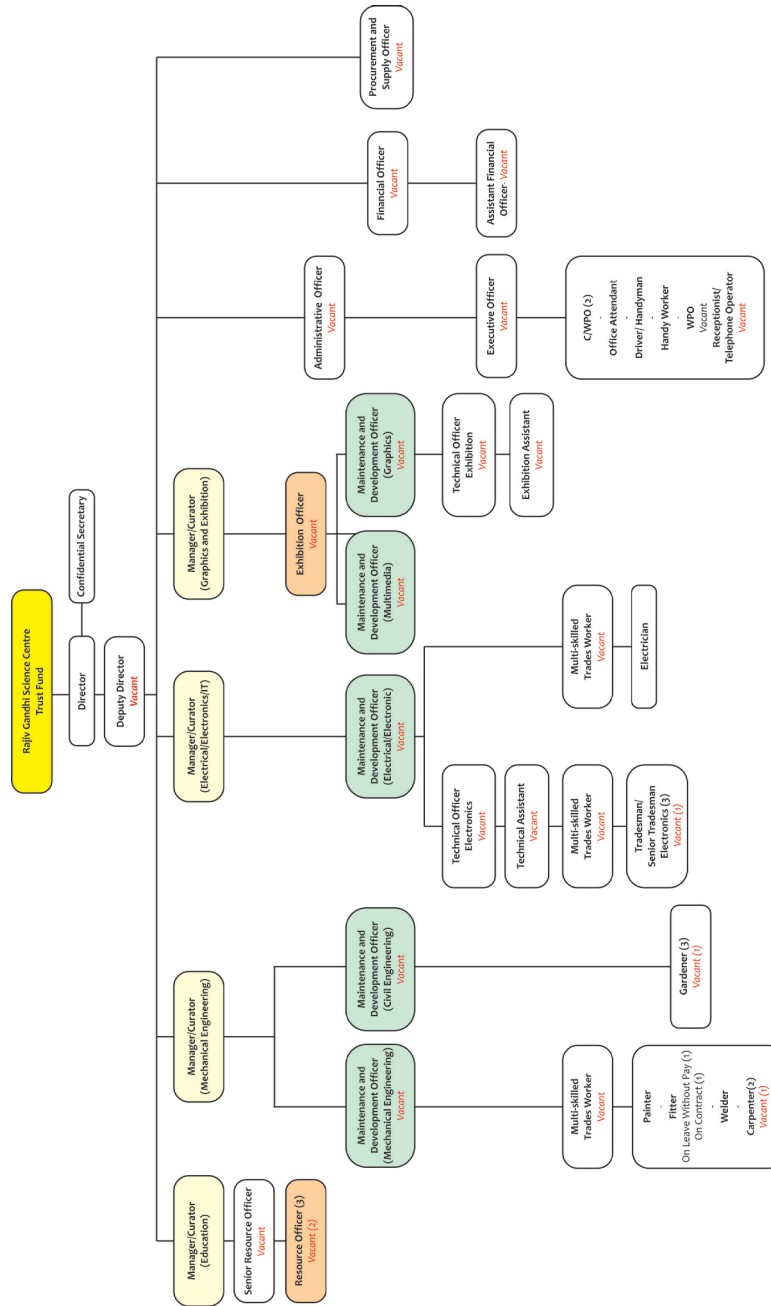 Rajiv Gandhi Science Centre
Trust Fund
Director
Confidential Secretary
Deputy Director
Vacant
Manager/Curator
(Education)
Senior Resource Officer
Vacant
Resource Officer (3)
Vacant (2)
Manager/Curator
(Mechanical Engineering)
Maintenance and
Development Officer
(Mechanical Engineering)
Vacant
Multi-skilled
Trades Worker
Vacant
Painter
-
Fitter
On Leave Without Pay (1)
On Contract (1)
-
Welder
-
Carpenter(2)
Vacant (1)
Maintenance and
Development Officer
(Civil Engineering)
Vacant
Gardener (3)
Vacant (1)
Manager/Curator
(Electrical/Electronics/IT)
Maintenance and
Development Officer
(Electrical/Electronic)
Vacant
Technical Officer
Electronics
Vacant
Technical Assistant
Vacant
Multi-skilled
Trades Worker
Vacant
Tradesman/
Senior Tradesman
Electronics (3)
Vacant (1)
Multi-skilled
Trades Worker
Vacant
Electrician
Manager/Curator
(Graphics and Exhibition)
Exhibition Officer
Vacant
Maintenance and
Development Officer
(Multimedia)
Vacant
Maintenance and
Development Officer
(Graphics)
Vacant
Technical Officer
Exhibition
Vacant
Exhibition Assistant
Vacant
Administrative Officer
Vacant
Executive Officer
Vacant
C/WPO (2)
-
Office Attendant
-
Driver/ Handyman
-
Handy Worker
-
WPO
Vacant
Receptionist/
Telephone Operator
Vacant
Financial Officer
Vacant
Assistant Financial
Officer- Vacant
Procurement and
Supply Officer
Vacant